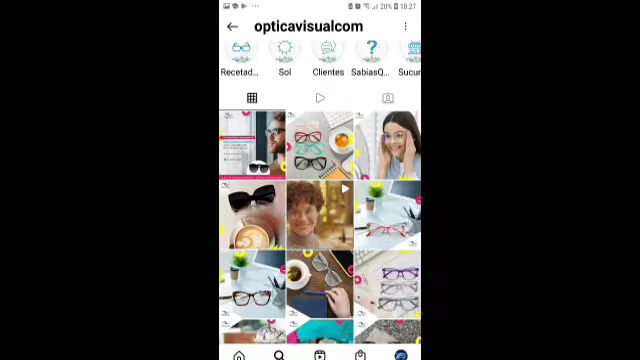 20% 18:27
opticavisualcom
Recetad...
Sol
Clientes
SabiasQ...
Sucur